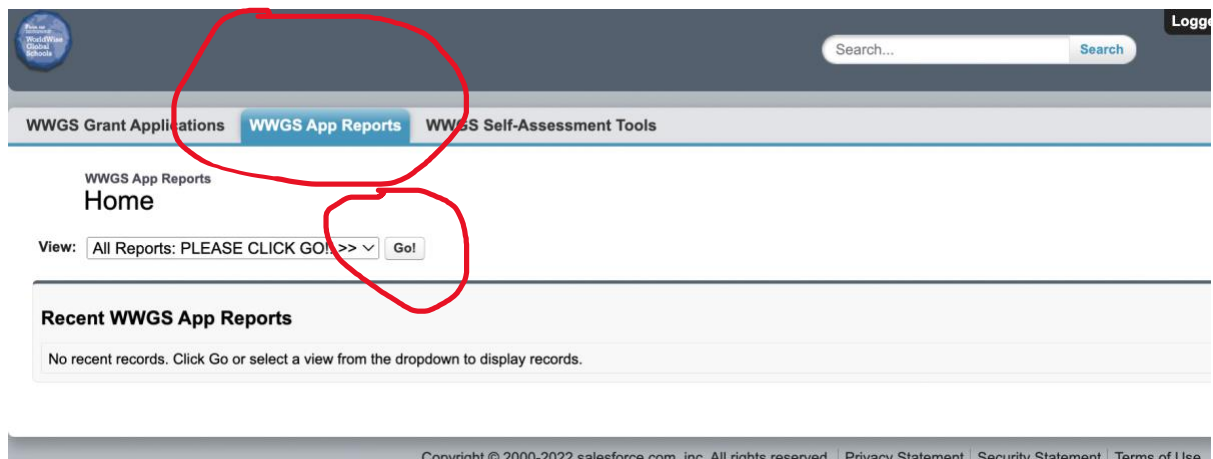 WorldWise
Global
Schools
Logge
Search... Search
WWGS Grant Applications WWGS App Reports WWGS Self-Assessment Tools
WWGS App Reports
Home
View: All Reports: PLEASE CLICK GO!! >> Go!
Recent WWGS App Reports
No recent records. Click Go or select a view from the dropdown to display records.
Copyright © 2000-2022 salesforce.com, inc. All rights reserved. | Privacy Statement | Security Statement | Terms of Use